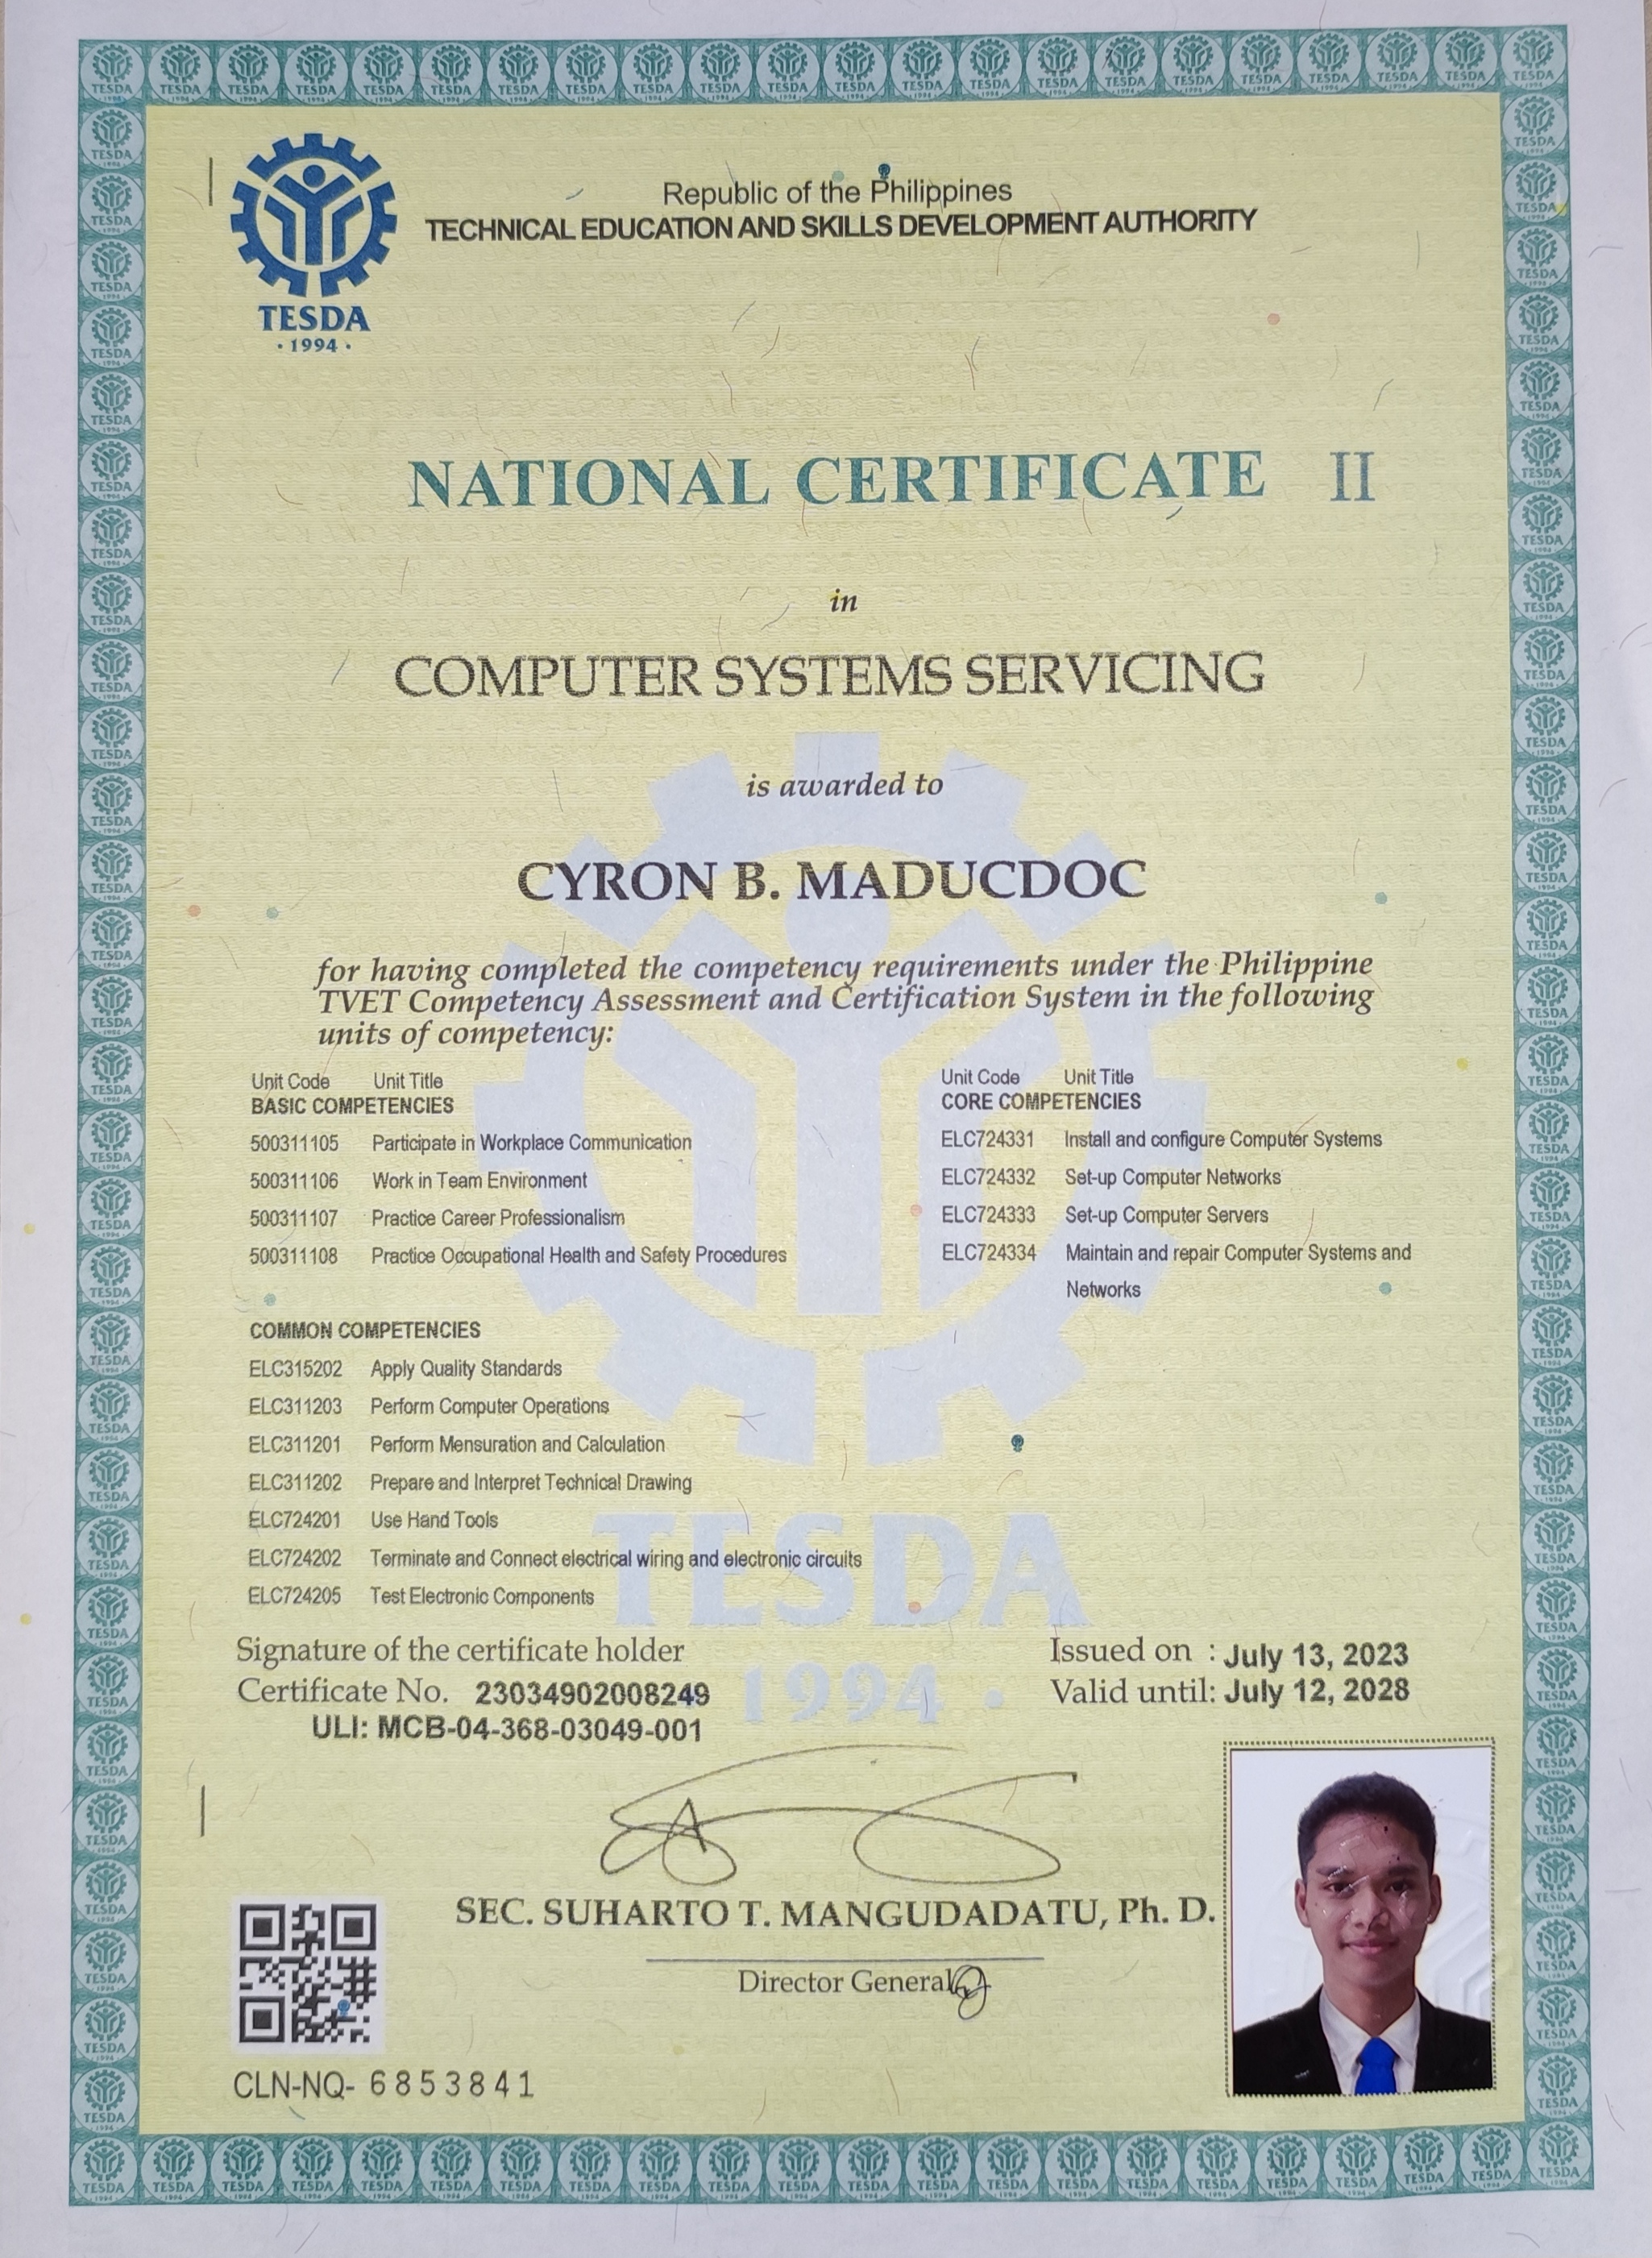 Republic of the Philippines
TECHNICAL EDUCATION AND SKILLS DEVELOPMENT AUTHORITY
TESDA
· 1994 ·
NATIONAL CERTIFICATE II
in
COMPUTER SYSTEMS SERVICING
is awarded to
CYRON B. MADUCDOC
for having completed the competency requirements under the Philippine
TVET Competency Assessment and Certification System in the following
units of competency:
Unit Code Unit Title
BASIC COMPETENCIES
500311105 Participate in Workplace Communication
500311106 Work in Team Environment
500311107 Practice Career Professionalism
500311108 Practice Occupational Health and Safety Procedures
COMMON COMPETENCIES
ELC315202 Apply Quality Standards
ELC311203 Perform Computer Operations
ELC311201 Perform Mensuration and Calculation
ELC311202 Prepare and Interpret Technical Drawing
ELC724201 Use Hand Tools
ELC724202 Terminate and Connect electrical wiring and electronic circuits
ELC724205 Test Electronic Components
Unit Code Unit Title
CORE COMPETENCIES
ELC724331 Install and configure Computer Systems
ELC724332 Set-up Computer Networks
ELC724333 Set-up Computer Servers
ELC724334 Maintain and repair Computer Systems and
Networks
TESDA
1994 ·
Signature of the certificate holder
Certificate No. 23034902008249
ULI: MCB-04-368-03049-001
Issued on : July 13, 2023
Valid until: July 12, 2028
SEC. SUHARTO T. MANGUDADATU, Ph. D.
Director General
CLN-NQ- 6853841